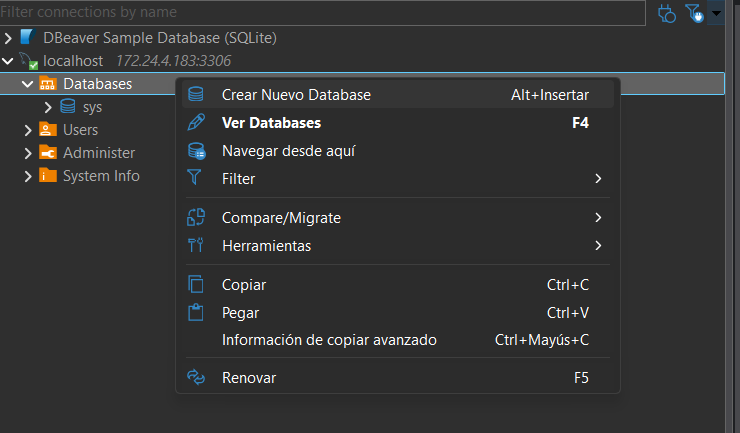 Filter connections by name
DBeaver Sample Database (SQLite)
localhost 172.24.4.183:3306
Databases
sys
Users
Administer
System Info
Crear Nuevo Database Alt+Insertar
Ver Databases F4
Navegar desde aquí
Filter
Compare/Migrate
Herramientas
Copiar Ctrl+C
Pegar Ctrl+V
Información de copiar avanzado Ctrl+Mayús+C
Renovar F5